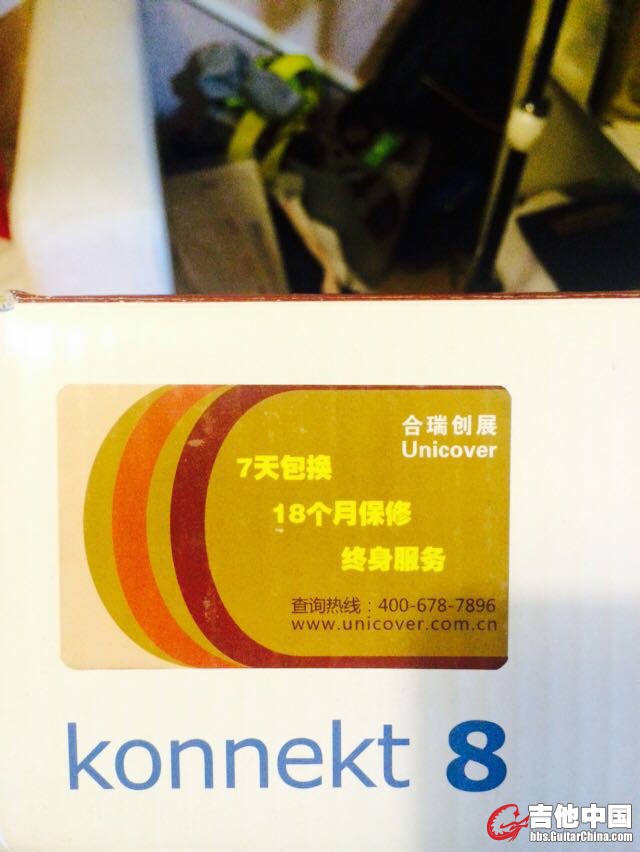 合瑞创展
Unicover
7天包换
18个月保修
终身服务
查询热线：400-678-7896
www.unicover.com.cn
konnekt 8
吉他中国
bbs.GuitarChina.com